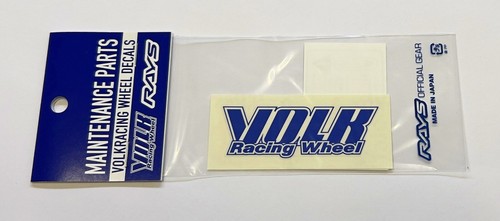 MAINTENANCE PARTS
VOLKRACING WHEEL DECALS
VOLK
Racing Wheel
RAYS
VOLK
Racing Wheel
RAYS OFFICIAL GEAR
MADE IN JAPAN